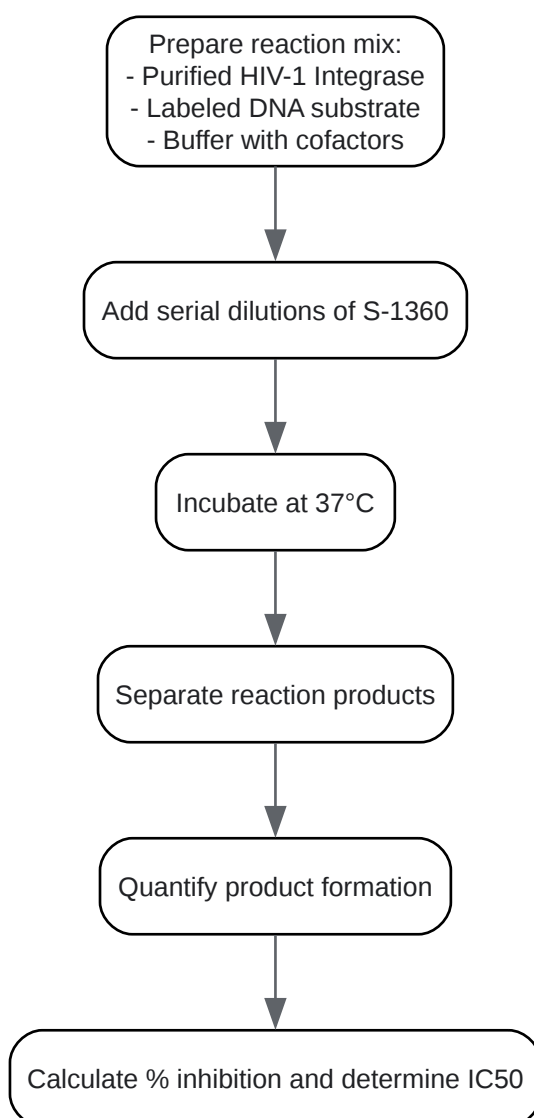 Prepare reaction mix:
- Purified HIV-1 Integrase
- Labeled DNA substrate
- Buffer with cofactors
Add serial dilutions of S-1360
Incubate at 37°C
Separate reaction products
Quantify product formation
Calculate % inhibition and determine IC50